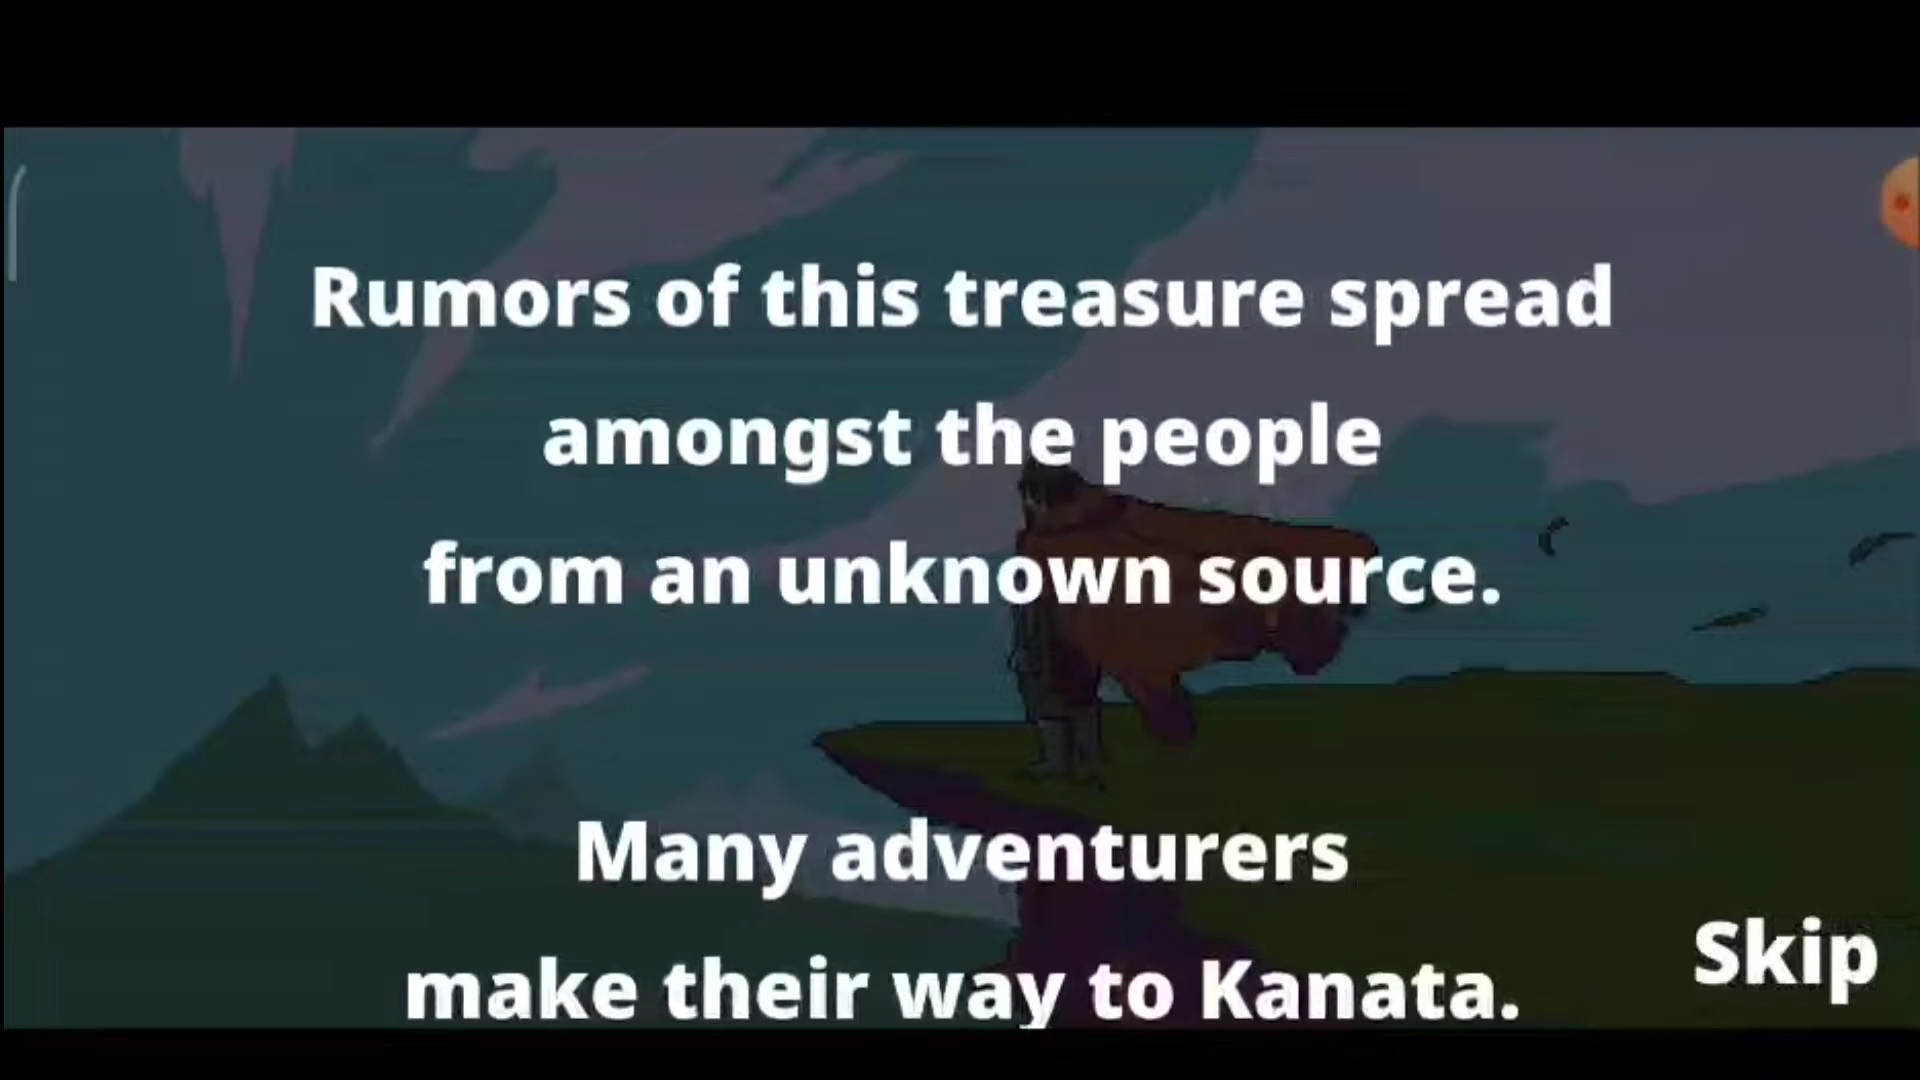 Rumors of this treasure spread
amongst the people
from an unknown source.
Many adventurers
make their way to Kanata.
Skip